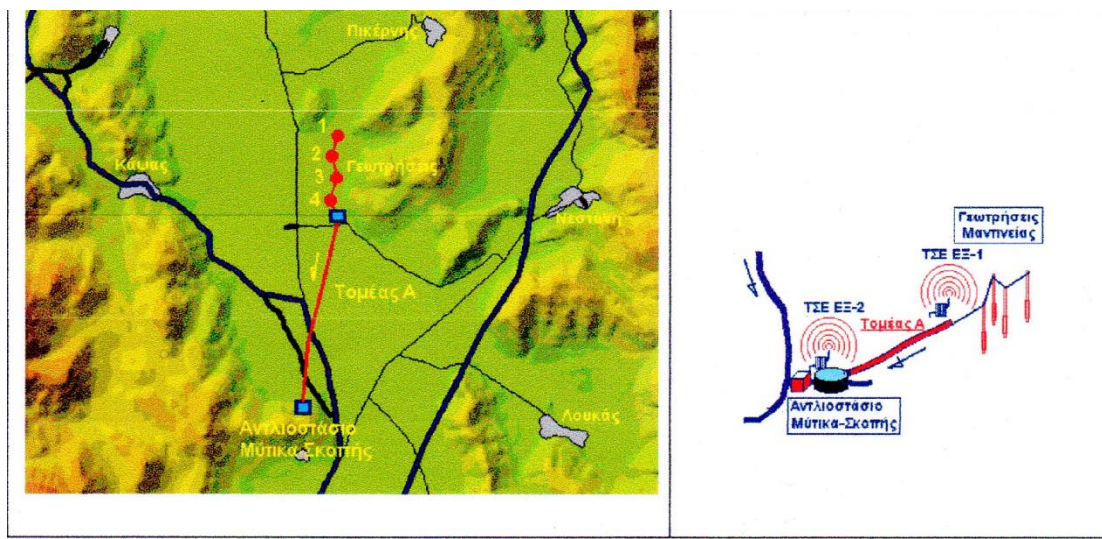 Πικέρνης
1
2
Γεωτρήσεις
3
4
Κάψας
Νεστάνη
Τομέας Α
Αντλιοστάσιο
Μύτικα-Σκοπής
Λουκάς
Γεωτρήσεις
Μαντινείας
ΤΣΕ ΕΞ-1
ΤΣΕ ΕΞ-2
Τομέας Α
Αντλιοστάσιο
Μύτικα-Σκοπής